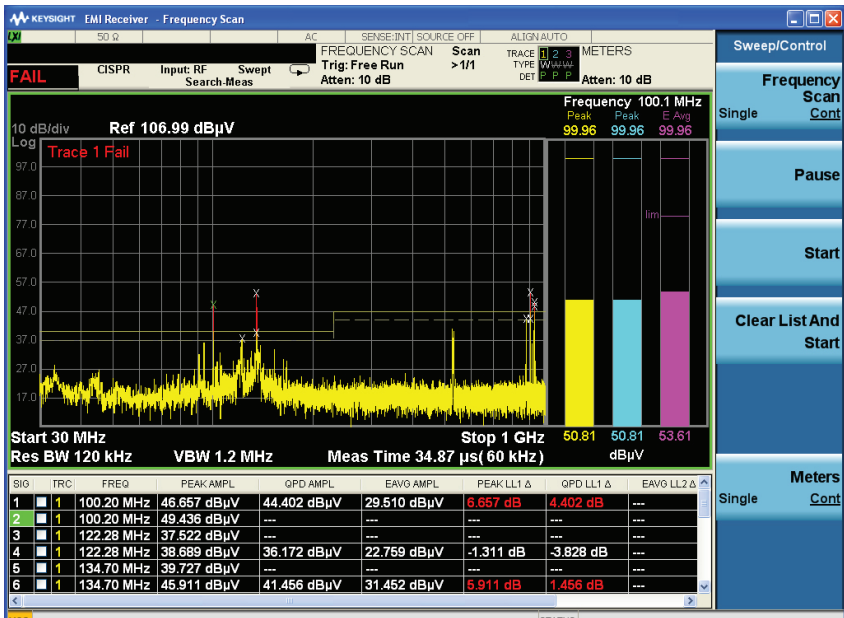 KEYSIGHT EMI Receiver - Frequency Scan
LXI 50 Ω AC SENSE:INT SOURCE OFF ALIGN AUTO
FREQUENCY SCAN Scan TRACE 1 2 3 METERS
Trig: Free Run >1/1 TYPE W W W
Atten: 10 dB DET P P P Atten: 10 dB
FAIL CISPR Input: RF Swept
Search-Meas
Frequency 100.1 MHz
Peak Peak E Avg
99.96 99.96 99.96
10 dB/div Ref 106.99 dBµV
Log
Trace 1 Fail
97.0
87.0
77.0
67.0
57.0
47.0
37.0
27.0
17.0
lim
Start 30 MHz Stop 1 GHz
Res BW 120 kHz VBW 1.2 MHz Meas Time 34.87 µs( 60 kHz )
50.81 50.81 53.61
dBµV
SIG TRC FREQ PEAK AMPL QPD AMPL EAVG AMPL PEAK LL1 Δ QPD LL1 Δ EAVG LL2 Δ
1 1 100.20 MHz 46.657 dBµV 44.402 dBµV 29.510 dBµV 6.657 dB 4.402 dB ---
2 1 100.20 MHz 49.436 dBµV --- --- --- --- ---
3 1 122.28 MHz 37.522 dBµV --- --- --- --- ---
4 1 122.28 MHz 38.689 dBµV 36.172 dBµV 22.759 dBµV -1.311 dB -3.828 dB ---
5 1 134.70 MHz 39.727 dBµV --- --- --- --- ---
6 1 134.70 MHz 45.911 dBµV 41.456 dBµV 31.452 dBµV 5.911 dB 1.456 dB ---
Sweep/Control
Frequency
Scan
Single Cont
Pause
Start
Clear List And
Start
Meters
Single Cont